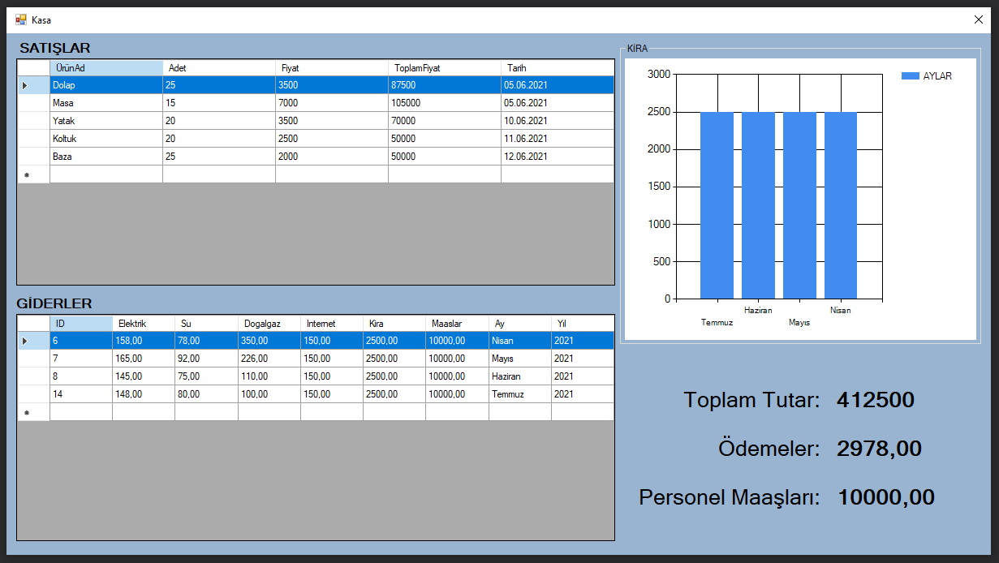 Kasa
SATIŞLAR
ÜrünAd Adet Fiyat ToplamFiyat Tarih
Dolap 25 3500 87500 05.06.2021
Masa 15 7000 105000 05.06.2021
Yatak 20 3500 70000 10.06.2021
Koltuk 20 2500 50000 11.06.2021
Baza 25 2000 50000 12.06.2021
GİDERLER
ID Elektrik Su Dogalgaz Internet Kira Maaslar Ay Yıl
6 158,00 78,00 350,00 150,00 2500,00 10000,00 Nisan 2021
7 165,00 92,00 226,00 150,00 2500,00 10000,00 Mayıs 2021
8 145,00 75,00 110,00 150,00 2500,00 10000,00 Haziran 2021
14 148,00 80,00 100,00 150,00 2500,00 10000,00 Temmuz 2021
KİRA
AYLAR
3000
2500
2000
1500
1000
500
0
Haziran Nisan
Temmuz Mayıs
Toplam Tutar: 412500
Ödemeler: 2978,00
Personel Maaşları: 10000,00